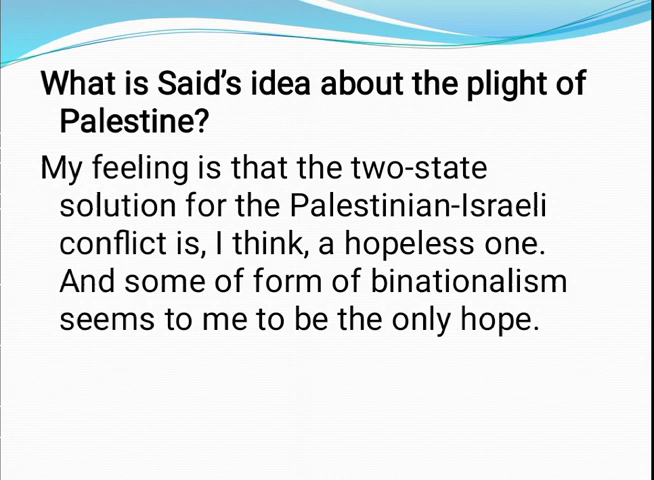 What is Said's idea about the plight of
Palestine?
My feeling is that the two-state
solution for the Palestinian-Israeli
conflict is, I think, a hopeless one.
And some of form of binationalism
seems to me to be the only hope.